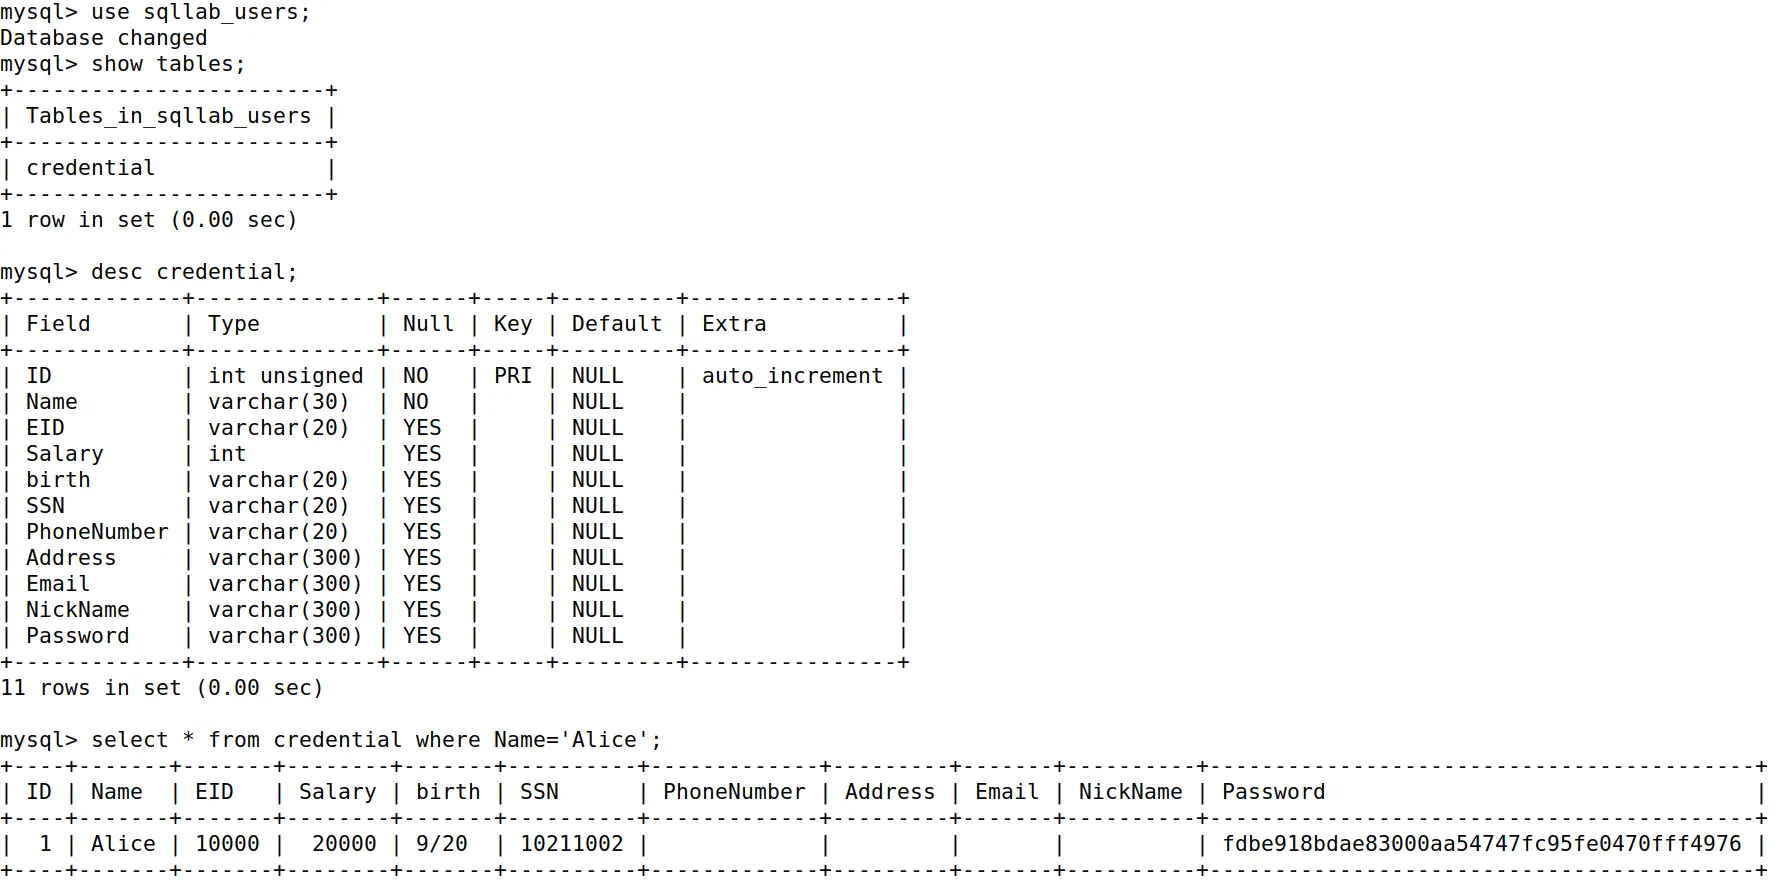 mysql> use sqllab_users;
Database changed
mysql> show tables;
+------------------------+
| Tables_in_sqllab_users |
+------------------------+
| credential             |
+------------------------+
1 row in set (0.00 sec)

mysql> desc credential;
+-------------+--------------+------+-----+---------+----------------+
| Field       | Type         | Null | Key | Default | Extra          |
+-------------+--------------+------+-----+---------+----------------+
| ID          | int unsigned | NO   | PRI | NULL    | auto_increment |
| Name        | varchar(30)  | NO   |     | NULL    |                |
| EID         | varchar(20)  | YES  |     | NULL    |                |
| Salary      | int          | YES  |     | NULL    |                |
| birth       | varchar(20)  | YES  |     | NULL    |                |
| SSN         | varchar(20)  | YES  |     | NULL    |                |
| PhoneNumber | varchar(20)  | YES  |     | NULL    |                |
| Address     | varchar(300) | YES  |     | NULL    |                |
| Email       | varchar(300) | YES  |     | NULL    |                |
| NickName    | varchar(300) | YES  |     | NULL    |                |
| Password    | varchar(300) | YES  |     | NULL    |                |
+-------------+--------------+------+-----+---------+----------------+
11 rows in set (0.00 sec)

mysql> select * from credential where Name='Alice';
+----+-------+-------+--------+-------+----------+-------------+---------+-------+----------+------------------------------------------+
| ID | Name  | EID   | Salary | birth | SSN      | PhoneNumber | Address | Email | NickName | Password                                 |
+----+-------+-------+--------+-------+----------+-------------+---------+-------+----------+------------------------------------------+
|  1 | Alice | 10000 |  20000 | 9/20  | 10211002 |             |         |       |          | fdbe918bdae83000aa54747fc95fe0470fff4976 |
+----+-------+-------+--------+-------+----------+-------------+---------+-------+----------+------------------------------------------+